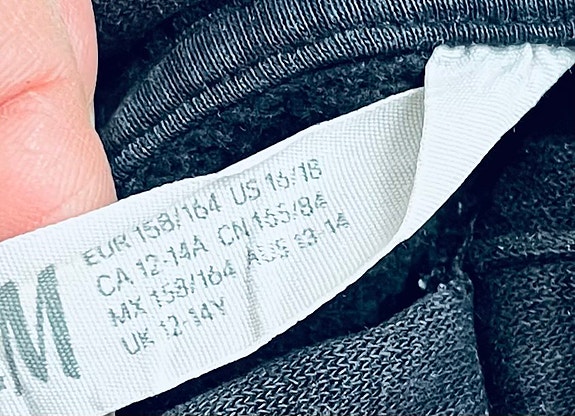 EUR 158/164 US 16/18
CA 12-14A CN 165/84
MX 158/164 AUS 13-14
UK 12-14Y
M